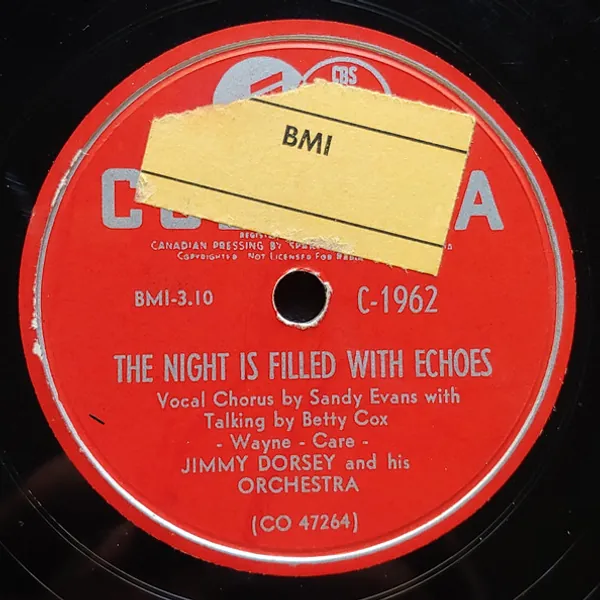 CBS
BMI
CANADIAN PRESSING BY
COPYRIGHTED NOT LICENSED FOR RADIO
BMI-3.10
C-1962
THE NIGHT IS FILLED WITH ECHOES
Vocal Chorus by Sandy Evans with
Talking by Betty Cox
- Wayne - Care -
JIMMY DORSEY and his
ORCHESTRA
(CO 47264)